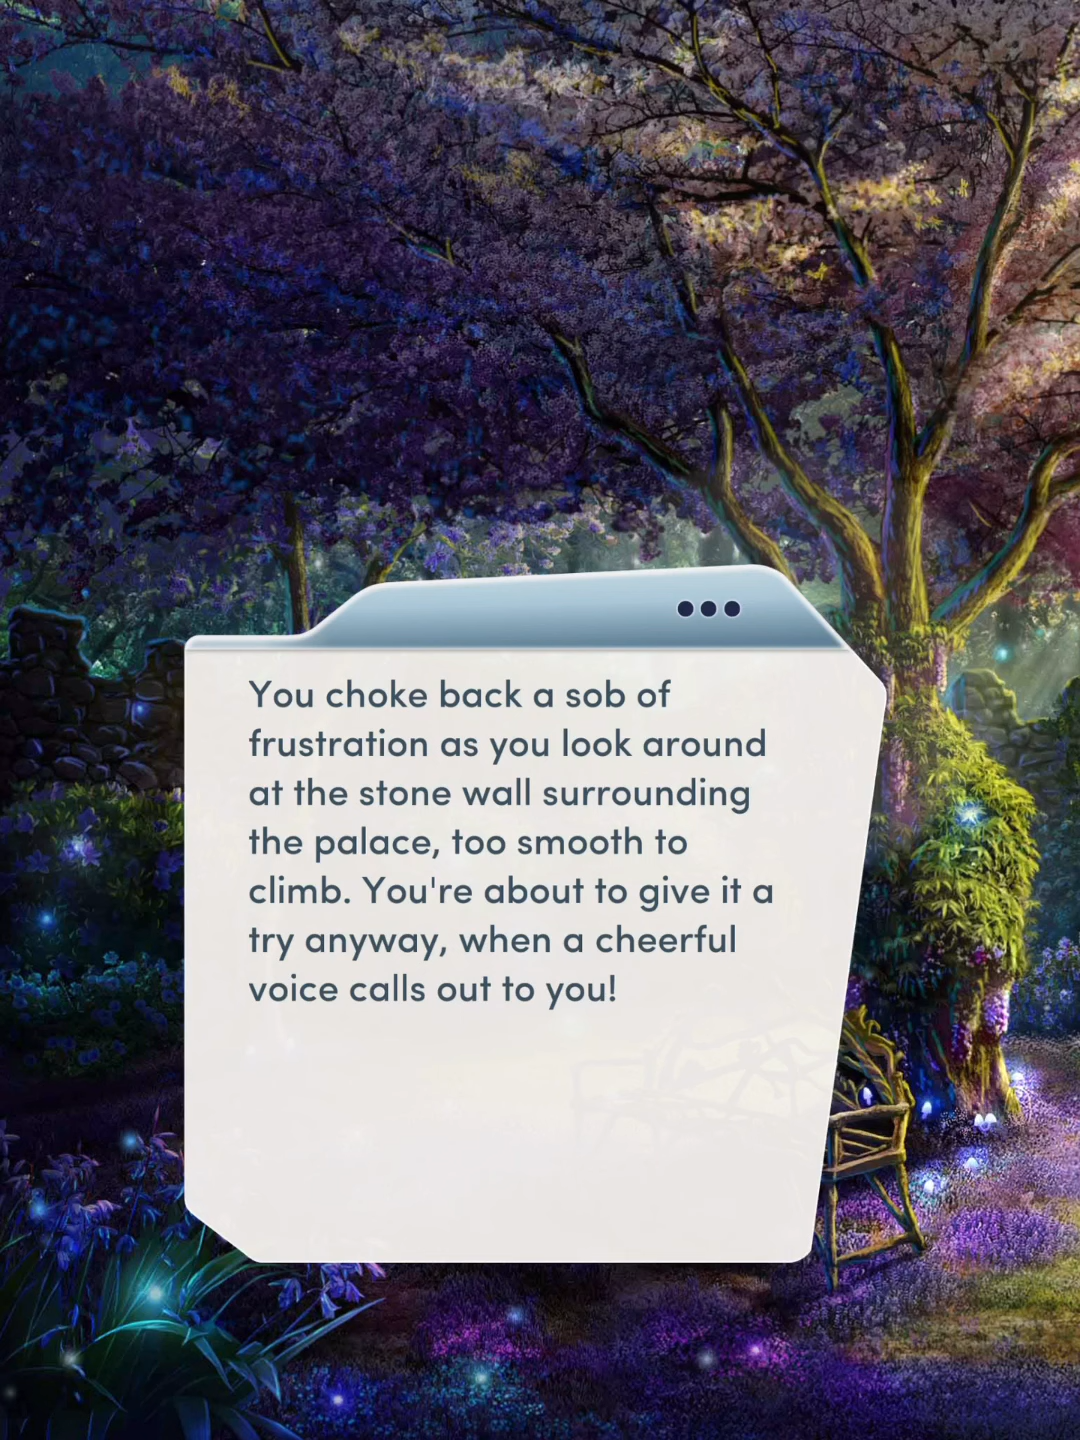 You choke back a sob of
frustration as you look around
at the stone wall surrounding
the palace, too smooth to
climb. You're about to give it a
try anyway, when a cheerful
voice calls out to you!